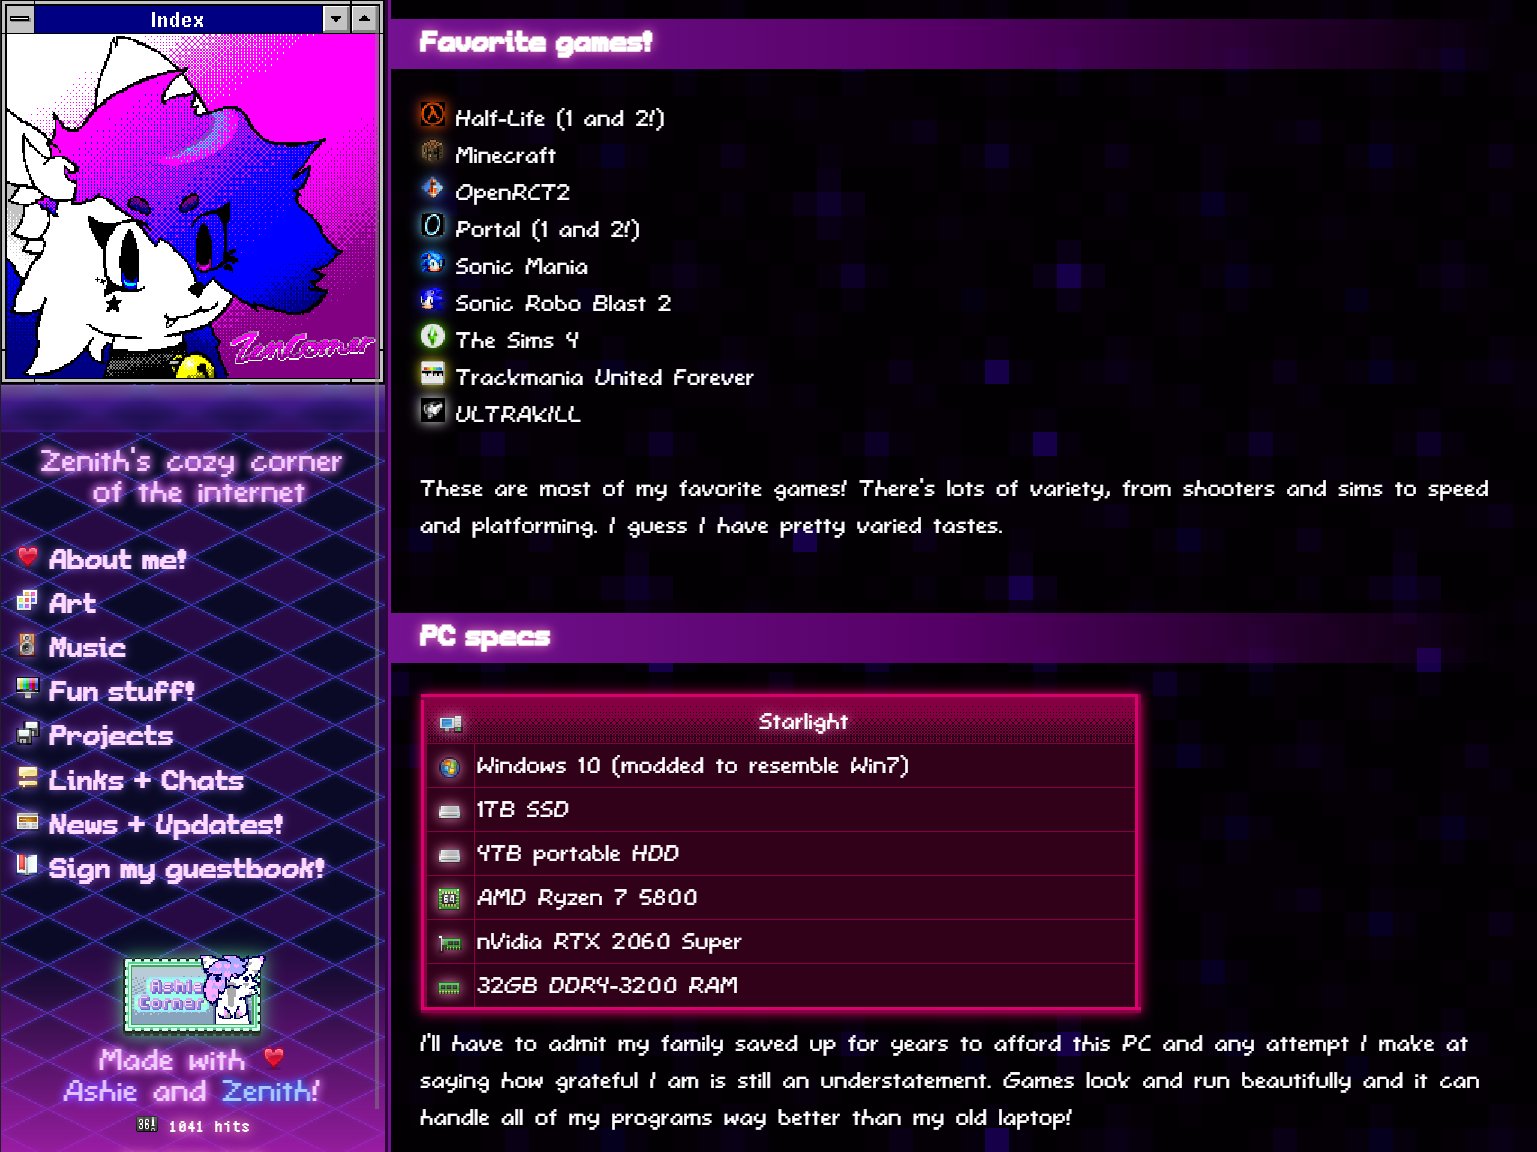 Index
ZenCorner
Zenith's cozy corner
of the internet
About me!
Art
Music
Fun stuff!
Projects
Links + Chats
News + Updates!
Sign my guestbook!
Ashie
Corner
Made with
Ashie and Zenith!
1041 hits
Favorite games!
Half-Life (1 and 2!)
Minecraft
OpenRCT2
Portal (1 and 2!)
Sonic Mania
Sonic Robo Blast 2
The Sims 4
Trackmania United Forever
ULTRAKILL
These are most of my favorite games! There's lots of variety, from shooters and sims to speed
and platforming. I guess I have pretty varied tastes.
PC specs
Starlight
Windows 10 (modded to resemble Win7)
1TB SSD
4TB portable HDD
64
AMD Ryzen 7 5800
nVidia RTX 2060 Super
32GB DDR4-3200 RAM
I'll have to admit my family saved up for years to afford this PC and any attempt I make at
saying how grateful I am is still an understatement. Games look and run beautifully and it can
handle all of my programs way better than my old laptop!